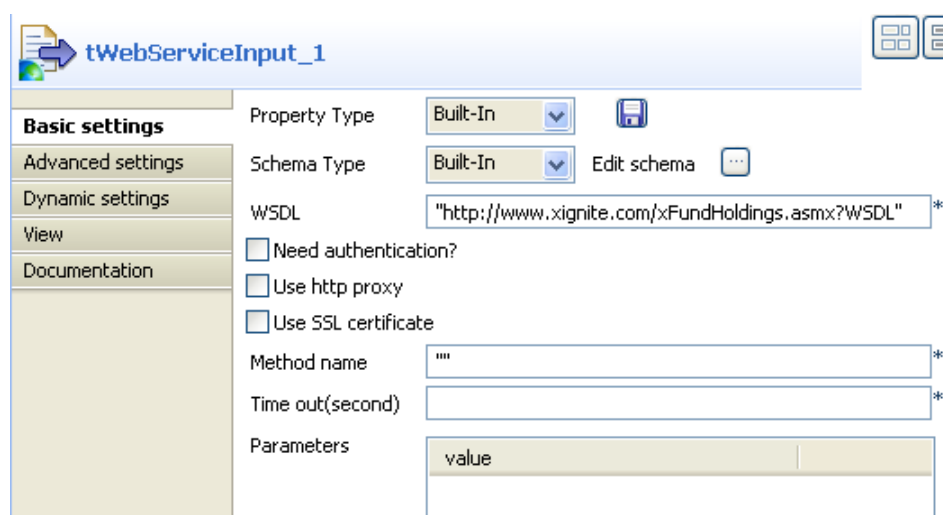 tWebServiceInput_1
Basic settings
Advanced settings
Dynamic settings
View
Documentation
Property Type Built-In
Schema Type Built-In Edit schema ...
WSDL "http://www.xignite.com/xFundHoldings.asmx?WSDL" *
Need authentication?
Use http proxy
Use SSL certificate
Method name "" *
Time out(second) *
Parameters
value